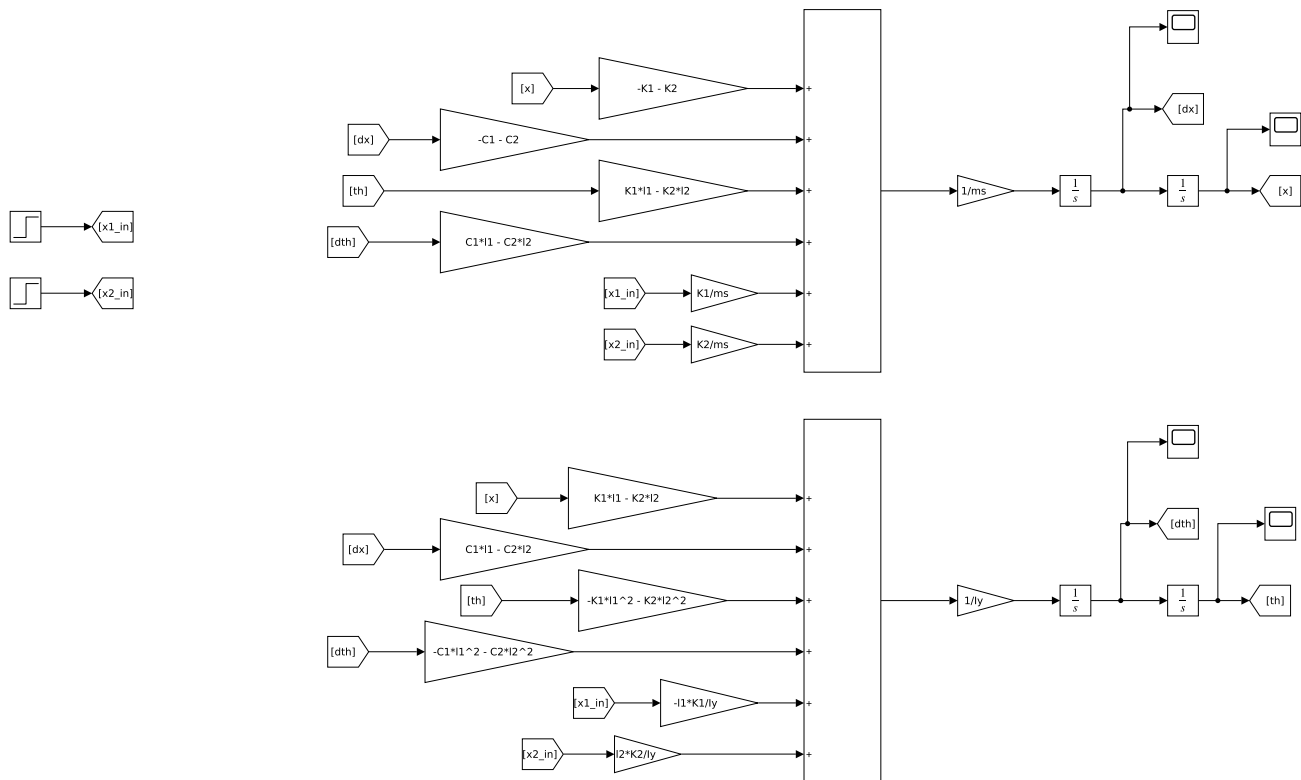 [x]
-K1 - K2
+
[dx]
[dx]
-C1 - C2
+
[th]
K1*l1 - K2*l2
+
1/ms
1
s
1
s
[x]
[x1_in]
[dth]
C1*l1 - C2*l2
+
[x2_in]
[x1_in]
K1/ms
+
[x2_in]
K2/ms
+
[x]
K1*l1 - K2*l2
+
[dth]
[dx]
C1*l1 - C2*l2
+
[th]
-K1*l1^2 - K2*l2^2
+
1/Iy
1
s
1
s
[th]
[dth]
-C1*l1^2 - C2*l2^2
+
[x1_in]
-l1*K1/Iy
+
[x2_in]
l2*K2/Iy
+